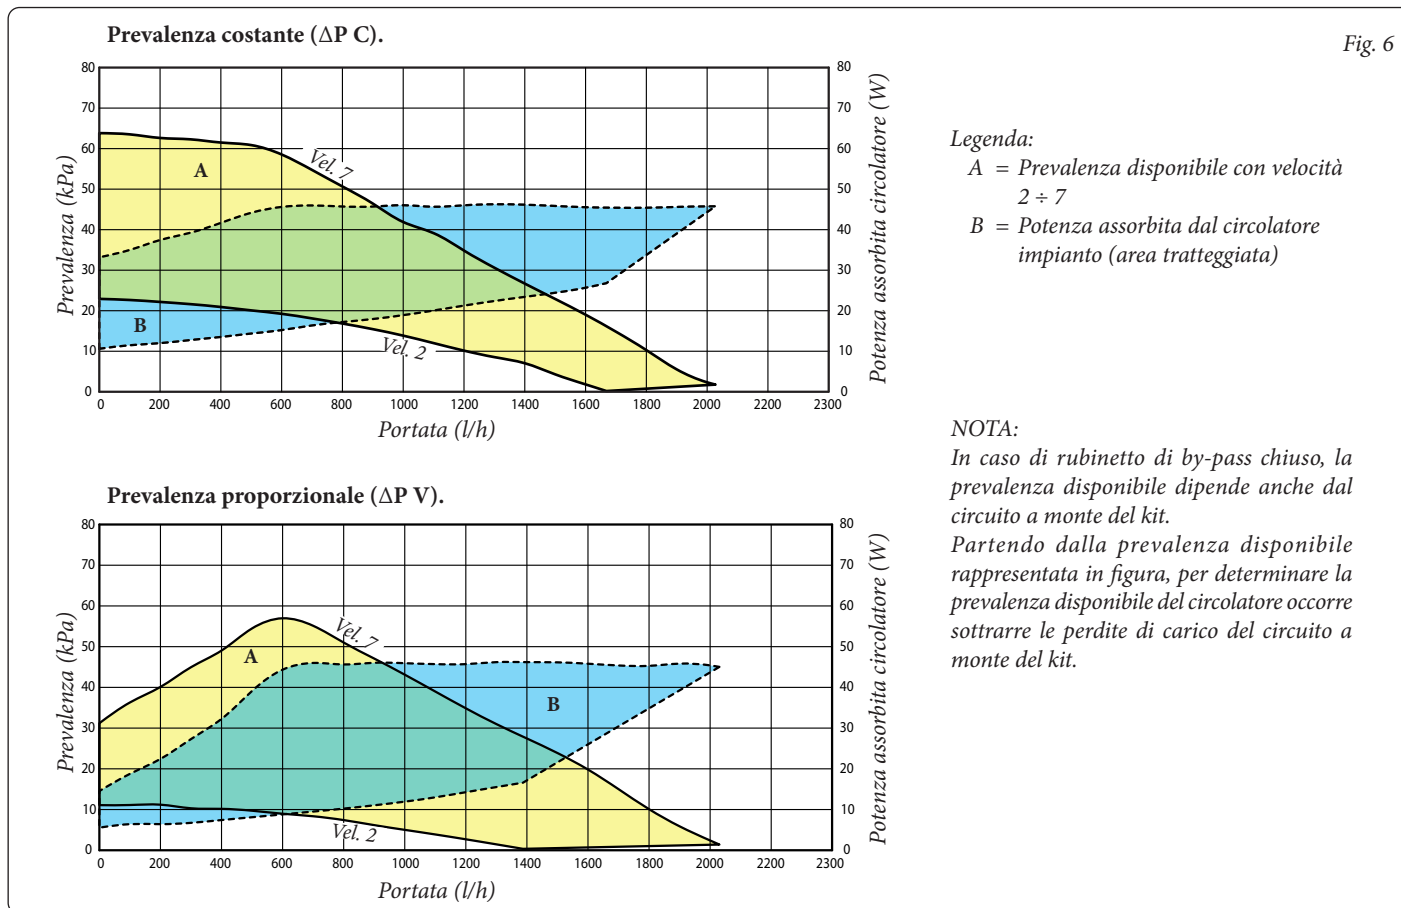 Prevalenza costante (ΔP C).
Fig. 6
80
70
60
50
40
30
20
10
0
Prevalenza (kPa)
A
B
Vel. 7
Vel. 2
80
70
60
50
40
30
20
10
0
Potenza assorbita circolatore (W)
0 200 400 600 800 1000 1200 1400 1600 1800 2000 2200 2300
Portata (l/h)
Legenda:
A = Prevalenza disponibile con velocità
2 ÷ 7
B = Potenza assorbita dal circolatore
impianto (area tratteggiata)
Prevalenza proporzionale (ΔP V).
80
70
60
50
40
30
20
10
0
Prevalenza (kPa)
A
B
Vel. 7
Vel. 2
80
70
60
50
40
30
20
10
0
Potenza assorbita circolatore (W)
0 200 400 600 800 1000 1200 1400 1600 1800 2000 2200 2300
Portata (l/h)
NOTA:
In caso di rubinetto di by-pass chiuso, la
prevalenza disponibile dipende anche dal
circuito a monte del kit.
Partendo dalla prevalenza disponibile
rappresentata in figura, per determinare la
prevalenza disponibile del circolatore occorre
sottrarre le perdite di carico del circuito a
monte del kit.